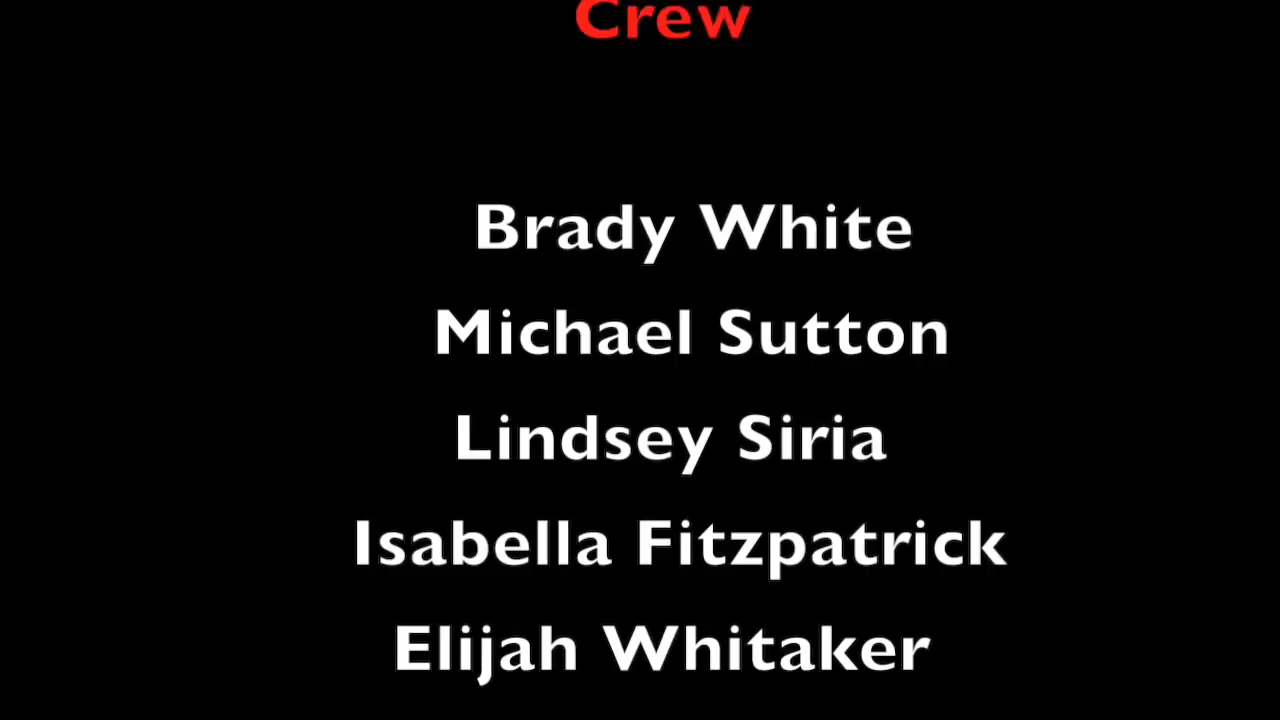 Crew
Brady White
Michael Sutton
Lindsey Siria
Isabella Fitzpatrick
Elijah Whitaker